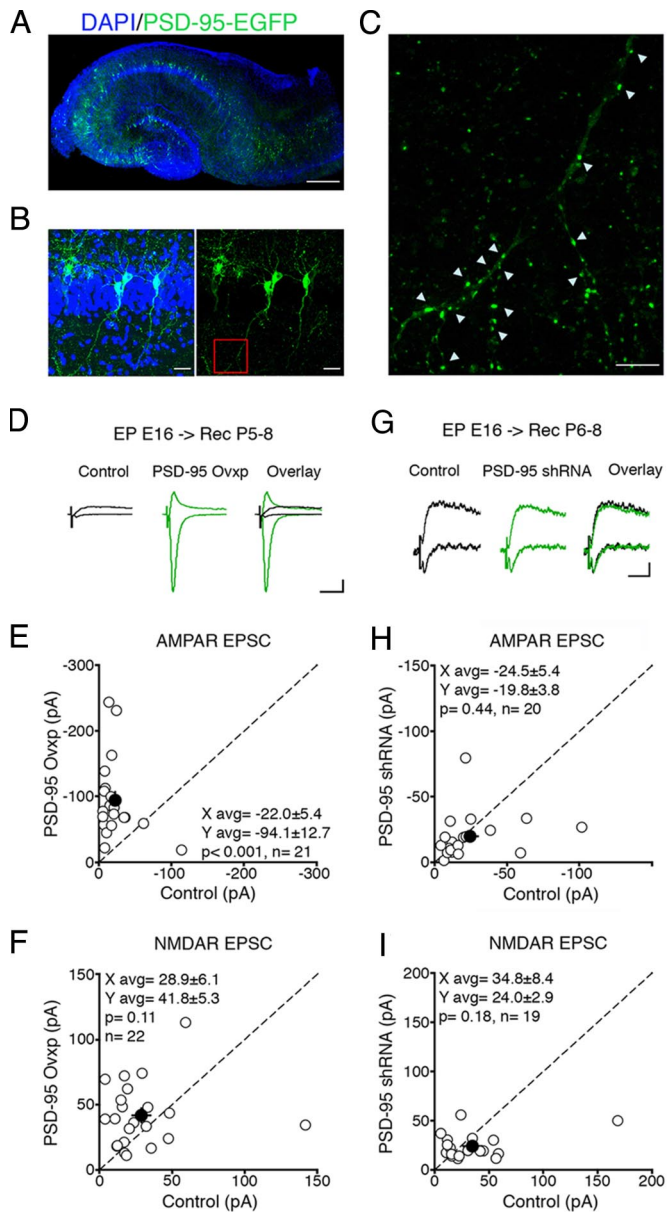 A
DAPI/PSD-95-EGFP
B
C
D
EP E16 -> Rec P5-8
Control PSD-95 Ovxp Overlay
E
AMPAR EPSC
PSD-95 Ovxp (pA)
-300
-200
-100
0
X avg= -22.0±5.4
Y avg= -94.1±12.7
p< 0.001, n= 21
0 -100 -200 -300
Control (pA)
F
NMDAR EPSC
PSD-95 Ovxp (pA)
150
100
50
0
X avg= 28.9±6.1
Y avg= 41.8±5.3
p= 0.11
n= 22
0 50 100 150
Control (pA)
G
EP E16 -> Rec P6-8
Control PSD-95 shRNA Overlay
H
AMPAR EPSC
PSD-95 shRNA (pA)
-150
-100
-50
0
X avg= -24.5±5.4
Y avg= -19.8±3.8
p= 0.44, n= 20
0 -50 -100
Control (pA)
I
NMDAR EPSC
PSD-95 shRNA (pA)
200
150
100
50
0
X avg= 34.8±8.4
Y avg= 24.0±2.9
p= 0.18, n= 19
0 50 100 150 200
Control (pA)